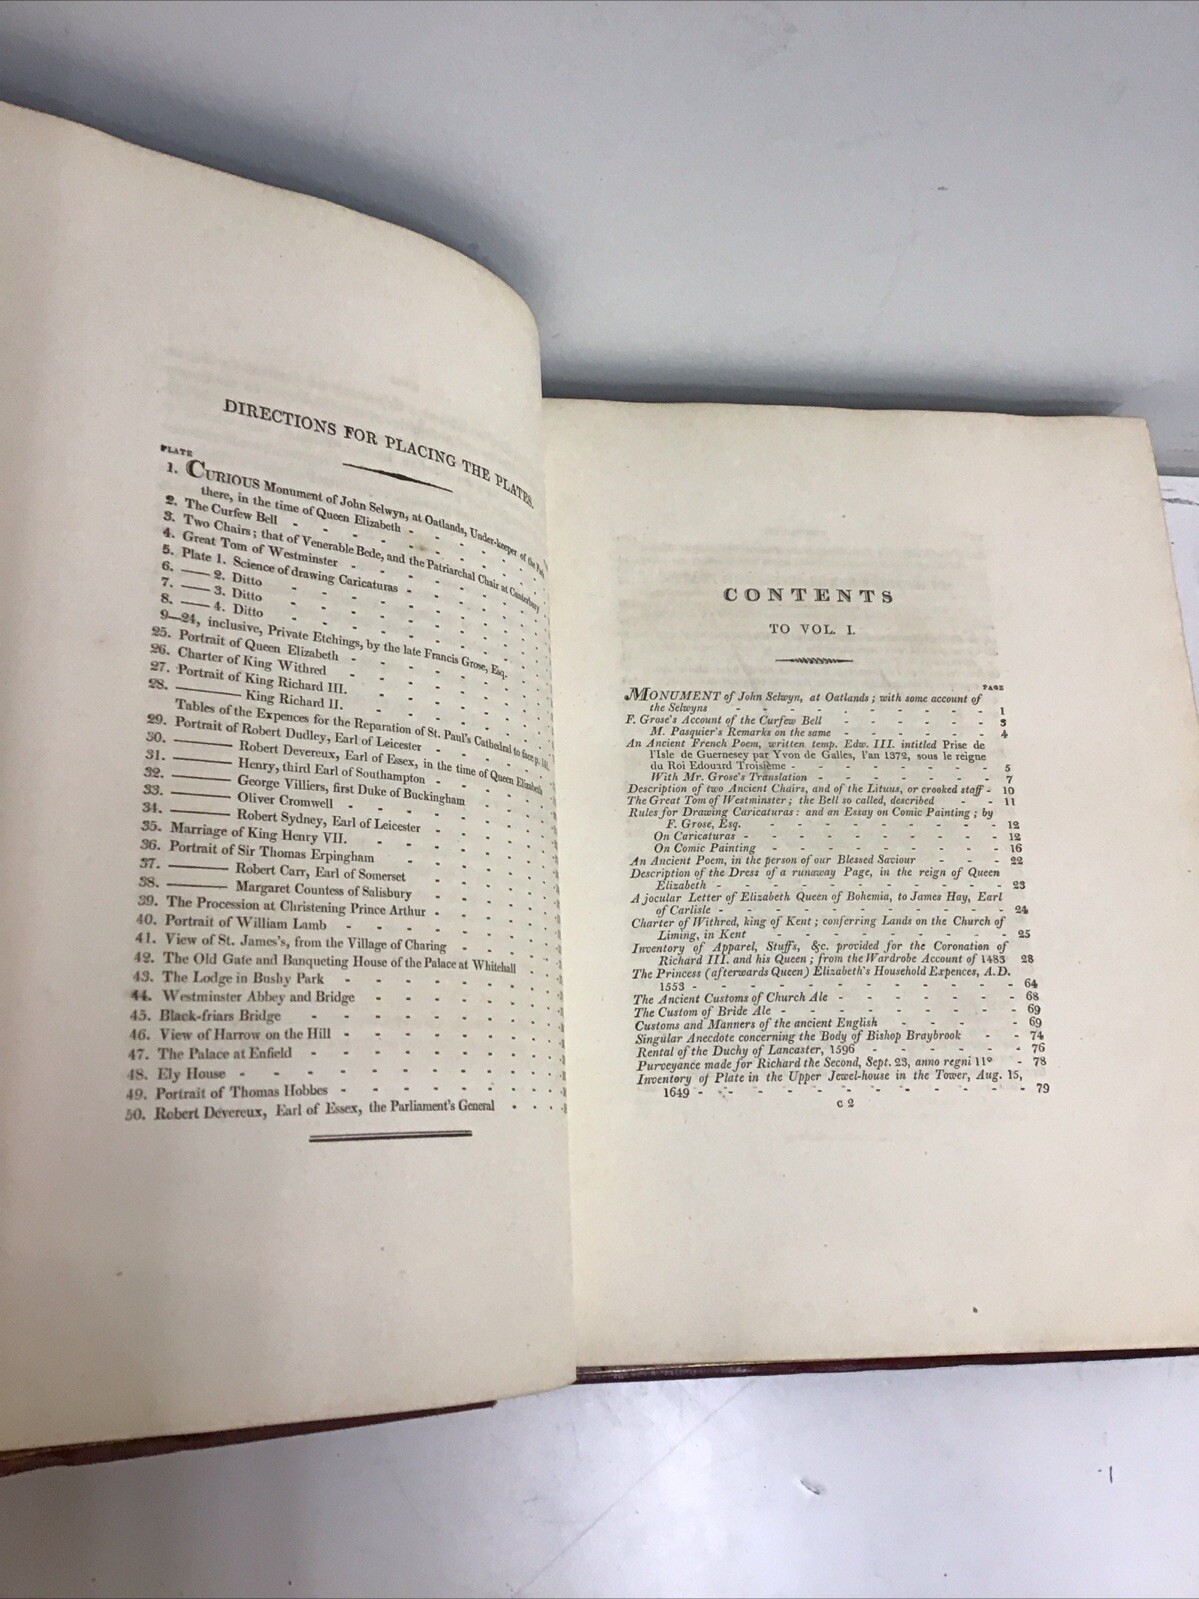 DIRECTIONS FOR PLACING THE PLATES.
PLATE
1. CURIOUS Monument of John Selwyn, at Oatlands, Under-keeper of the Park
there, in the time of Queen Elizabeth - - - - - -
2. The Curfew Bell - - - - - -
3. Two Chairs; that of Venerable Bede, and the Patriarchal Chair at Canterbury
4. Great Tom of Westminster - - - - - -
5. Plate 1. Science of drawing Caricaturas - - - -
6. —— 2. Ditto - - - - - -
7. —— 3. Ditto - - - - - -
8. —— 4. Ditto - - - - - -
9—24, inclusive, Private Etchings, by the late Francis Grose, Esq.
25. Portrait of Queen Elizabeth - - - - -
26. Charter of King Withred - - - - -
27. Portrait of King Richard III. - - - -
28. ———— King Richard II. - - - -
Tables of the Expences for the Reparation of St. Paul's Cathedral to face p.
29. Portrait of Robert Dudley, Earl of Leicester - - -
30. ———— Robert Devereux, Earl of Essex, in the time of Queen Elizabeth
31. ———— Henry, third Earl of Southampton - - -
32. ———— George Villiers, first Duke of Buckingham - -
33. ———— Oliver Cromwell - - - - -
34. ———— Robert Sydney, Earl of Leicester - - -
35. Marriage of King Henry VII. - - - - -
36. Portrait of Sir Thomas Erpingham - - - -
37. ———— Robert Carr, Earl of Somerset - - -
38. ———— Margaret Countess of Salisbury - - -
39. The Procession at Christening Prince Arthur - - - -
40. Portrait of William Lamb - - - - - -
41. View of St. James's, from the Village of Charing - - -
42. The Old Gate and Banqueting House of the Palace at Whitehall
43. The Lodge in Bushy Park - - - - - -
44. Westminster Abbey and Bridge - - - - -
45. Black-friars Bridge - - - - - -
46. View of Harrow on the Hill - - - - - -
47. The Palace at Enfield - - - - - -
48. Ely House - - - - - - - -
49. Portrait of Thomas Hobbes - - - - - -
50. Robert Devereux, Earl of Essex, the Parliament's General - - -
CONTENTS
TO VOL. I.
PAGE
MONUMENT of John Selwyn, at Oatlands; with some account of
the Selwyns - - - - - - - 1
F. Grose's Account of the Curfew Bell - - - - - 3
M. Pasquier's Remarks on the same - - - - - 4
An Ancient French Poem, written temp. Edw. III. intitled Prise de
l'Isle de Guernesey par Yvon de Galles, l'an 1372, sous le reigne
du Roi Edouard Troisième - - - - - - 5
With Mr. Grose's Translation - - - - - 7
Description of two Ancient Chairs, and of the Lituus, or crooked staff - 10
The Great Tom of Westminster; the Bell so called, described - - 11
Rules for Drawing Caricaturas: and an Essay on Comic Painting; by
F. Grose, Esq. - - - - - - - 12
On Caricaturas - - - - - - - 12
On Comic Painting - - - - - - 16
An Ancient Poem, in the person of our Blessed Saviour - - - 22
Description of the Dress of a runaway Page, in the reign of Queen
Elizabeth - - - - - - - - 23
A jocular Letter of Elizabeth Queen of Bohemia, to James Hay, Earl
of Carlisle - - - - - - - - 24
Charter of Withred, king of Kent; conferring Lands on the Church of
Liming, in Kent - - - - - - - 25
Inventory of Apparel, Stuffs, &c. provided for the Coronation of
Richard III. and his Queen; from the Wardrobe Account of 1483 28
The Princess (afterwards Queen) Elizabeth's Household Expences, A.D.
1553 - - - - - - - - - 64
The Ancient Customs of Church Ale - - - - - - 68
The Custom of Bride Ale - - - - - - - 69
Customs and Manners of the ancient English - - - - 69
Singular Anecdote concerning the Body of Bishop Braybrook - - 74
Rental of the Duchy of Lancaster, 1596 - - - - - 76
Purveyance made for Richard the Second, Sept. 23, anno regni 11° - 78
Inventory of Plate in the Upper Jewel-house in the Tower, Aug. 15,
1649 - - - - - - - - - 79
c 2